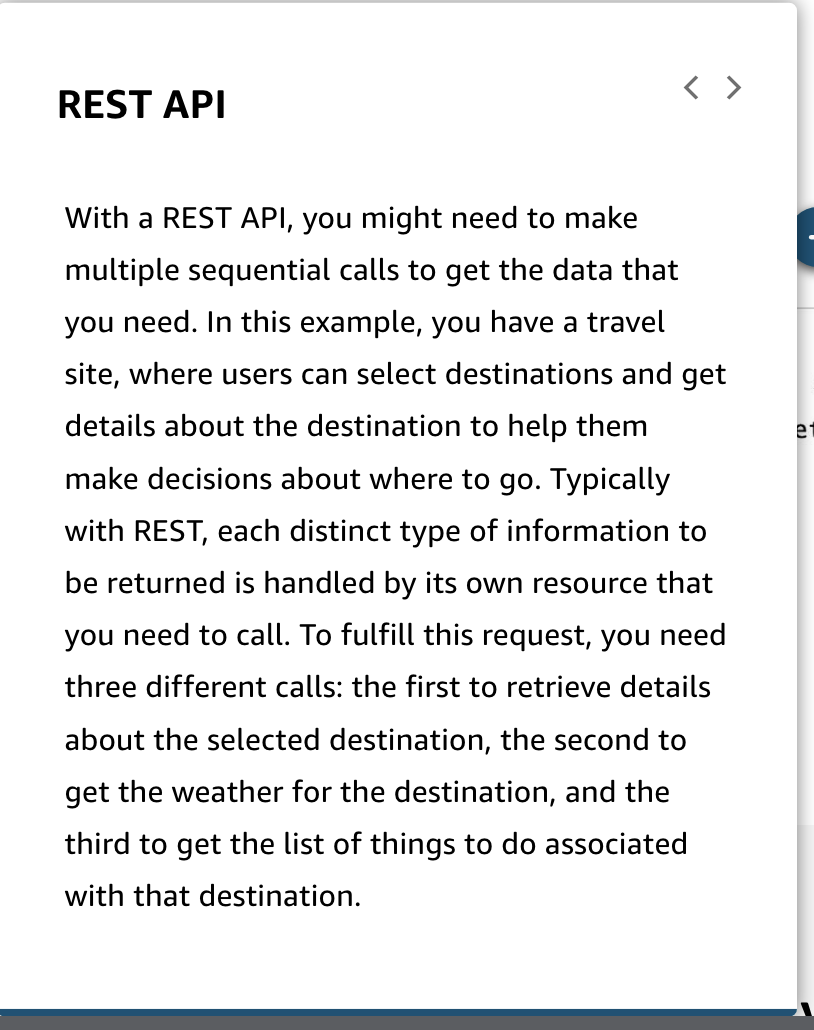 REST API
With a REST API, you might need to make
multiple sequential calls to get the data that
you need. In this example, you have a travel
site, where users can select destinations and get
details about the destination to help them
make decisions about where to go. Typically
with REST, each distinct type of information to
be returned is handled by its own resource that
you need to call. To fulfill this request, you need
three different calls: the first to retrieve details
about the selected destination, the second to
get the weather for the destination, and the
third to get the list of things to do associated
with that destination.